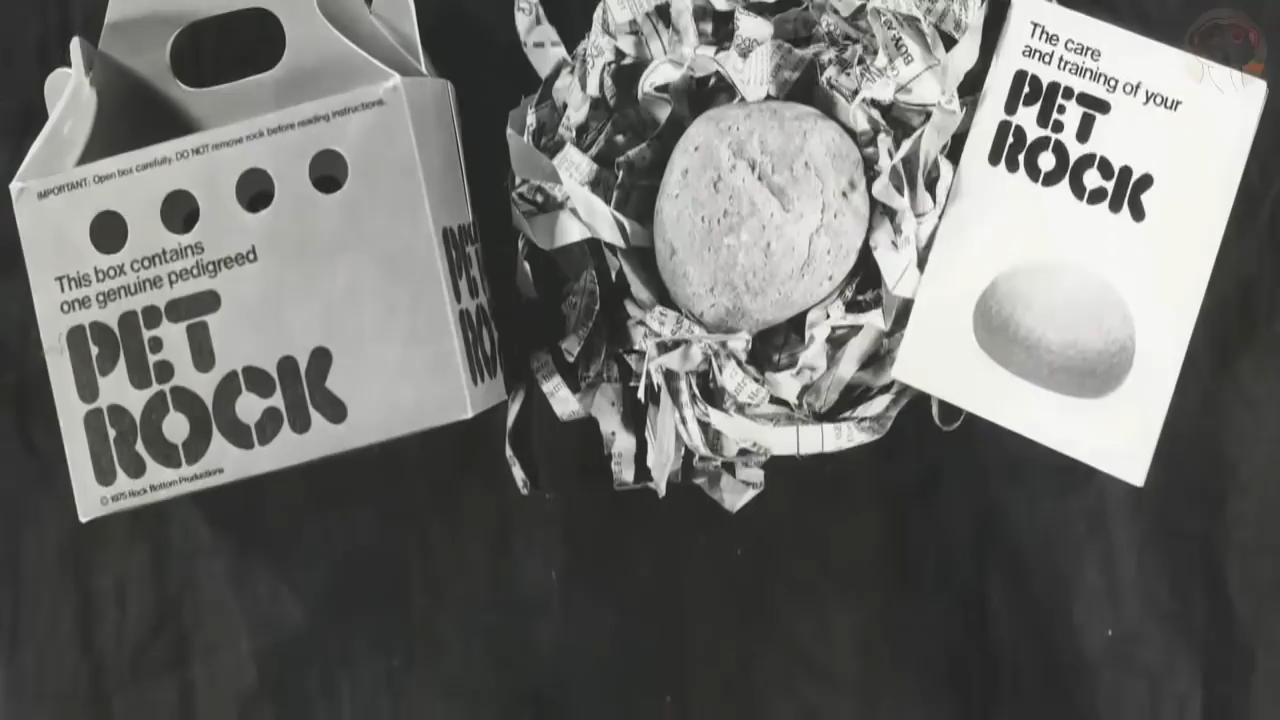 IMPORTANT: Open box carefully. DO NOT remove rock before reading instructions.
This box contains
one genuine pedigreed
PET
ROCK
© 1975 Rock Bottom Productions
PET
The care
and training of your
PET
ROCK